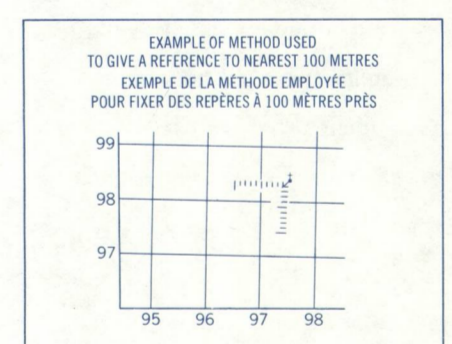 EXAMPLE OF METHOD USED
TO GIVE A REFERENCE TO NEAREST 100 METRES
EXEMPLE DE LA MÉTHODE EMPLOYÉE
POUR FIXER DES REPÈRES À 100 MÈTRES PRÈS
99
98
97
95 96 97 98